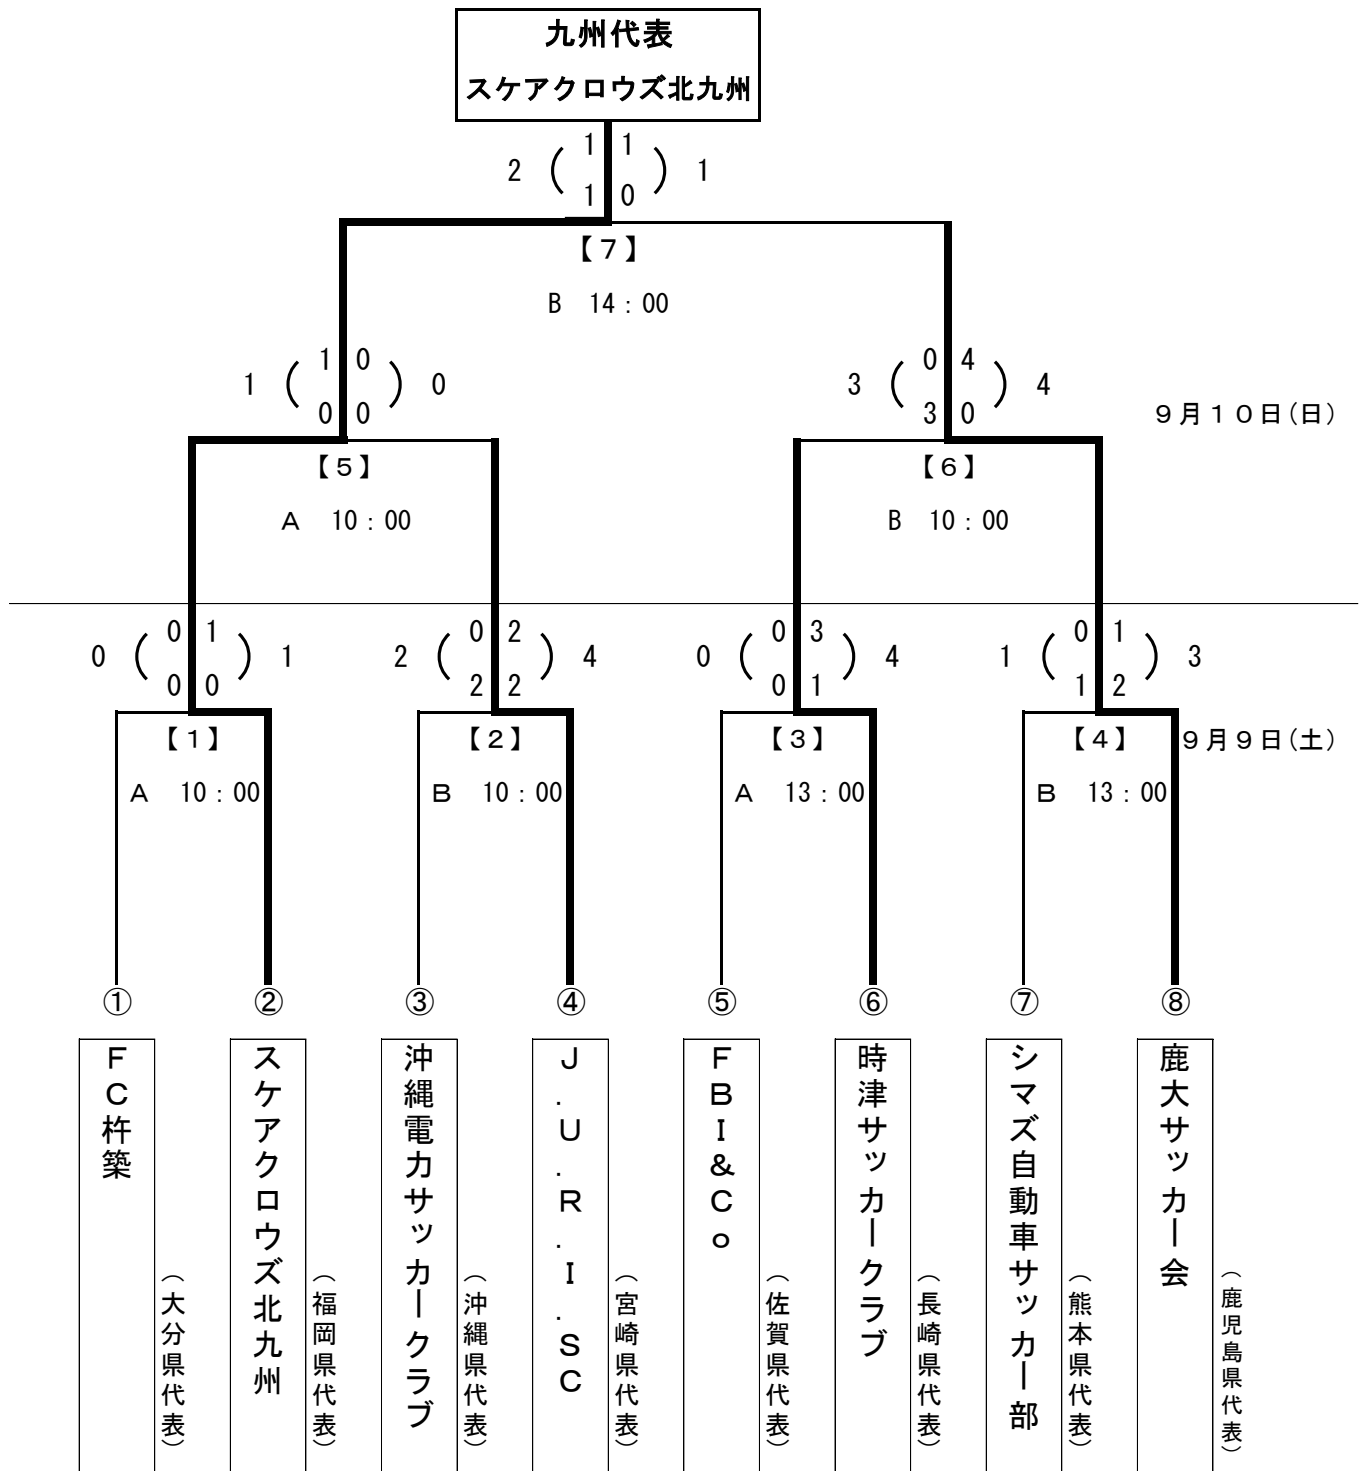 九州代表
スケアクロウズ北九州
1 1
2 ( ) 1
1 0
【7】
B 14：00
1 0
1 ( ) 0
0 0
0 4
3 ( ) 4
3 0
9月10日(日)
【5】
【6】
A 10：00
B 10：00
0 1
0 ( ) 1
0 0
0 2
2 ( ) 4
2 2
0 3
0 ( ) 4
0 1
0 1
1 ( ) 3
1 2
【1】
【2】
【3】
【4】
9月9日(土)
A 10：00
B 10：00
A 13：00
B 13：00
①
②
③
④
⑤
⑥
⑦
⑧
FC杵築
（大分県代表）
スケアクロウズ北九州
（福岡県代表）
沖縄電力サッカークラブ
（沖縄県代表）
J.U.R.I.SC
（宮崎県代表）
FBI&Co
（佐賀県代表）
時津サッカークラブ
（長崎県代表）
シマズ自動車サッカー部
（熊本県代表）
鹿大サッカー会
（鹿児島県代表）